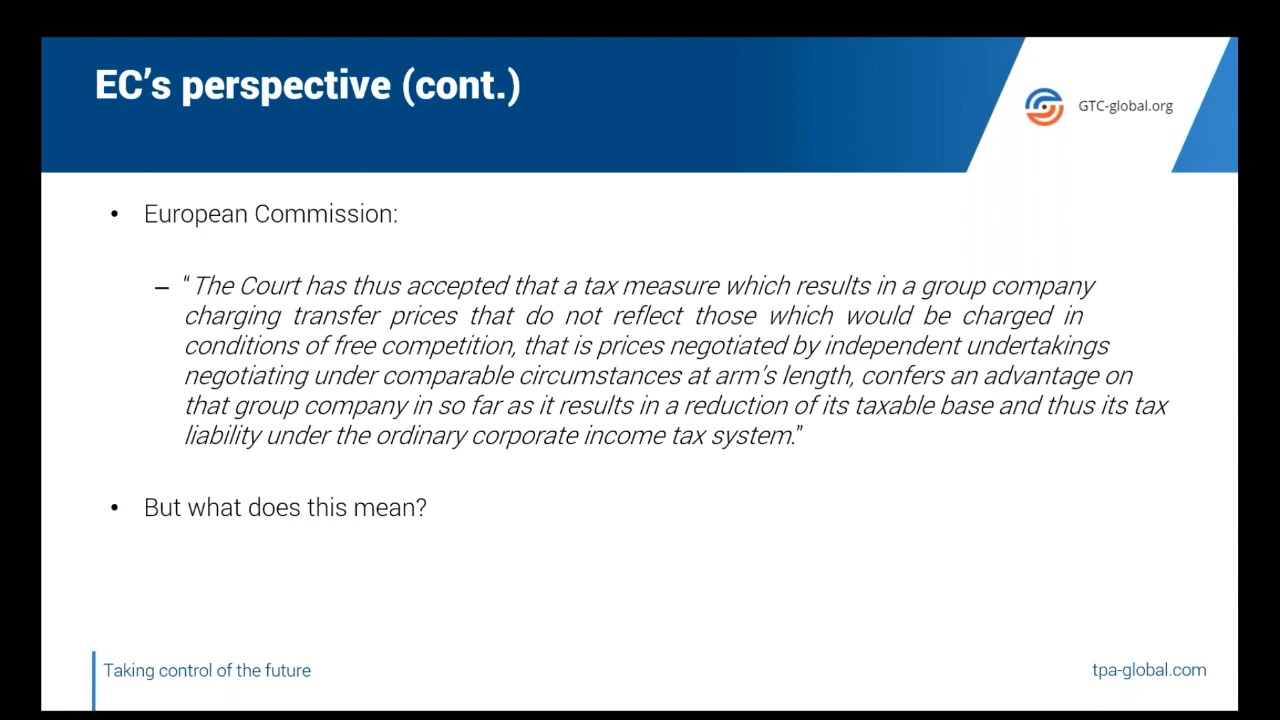 EC's perspective (cont.)
GTC-global.org
• European Commission:
– “ The Court has thus accepted that a tax measure which results in a group company
charging transfer prices that do not reflect those which would be charged in
conditions of free competition, that is prices negotiated by independent undertakings
negotiating under comparable circumstances at arm's length, confers an advantage on
that group company in so far as it results in a reduction of its taxable base and thus its tax
liability under the ordinary corporate income tax system.”
• But what does this mean?
Taking control of the future
tpa-global.com